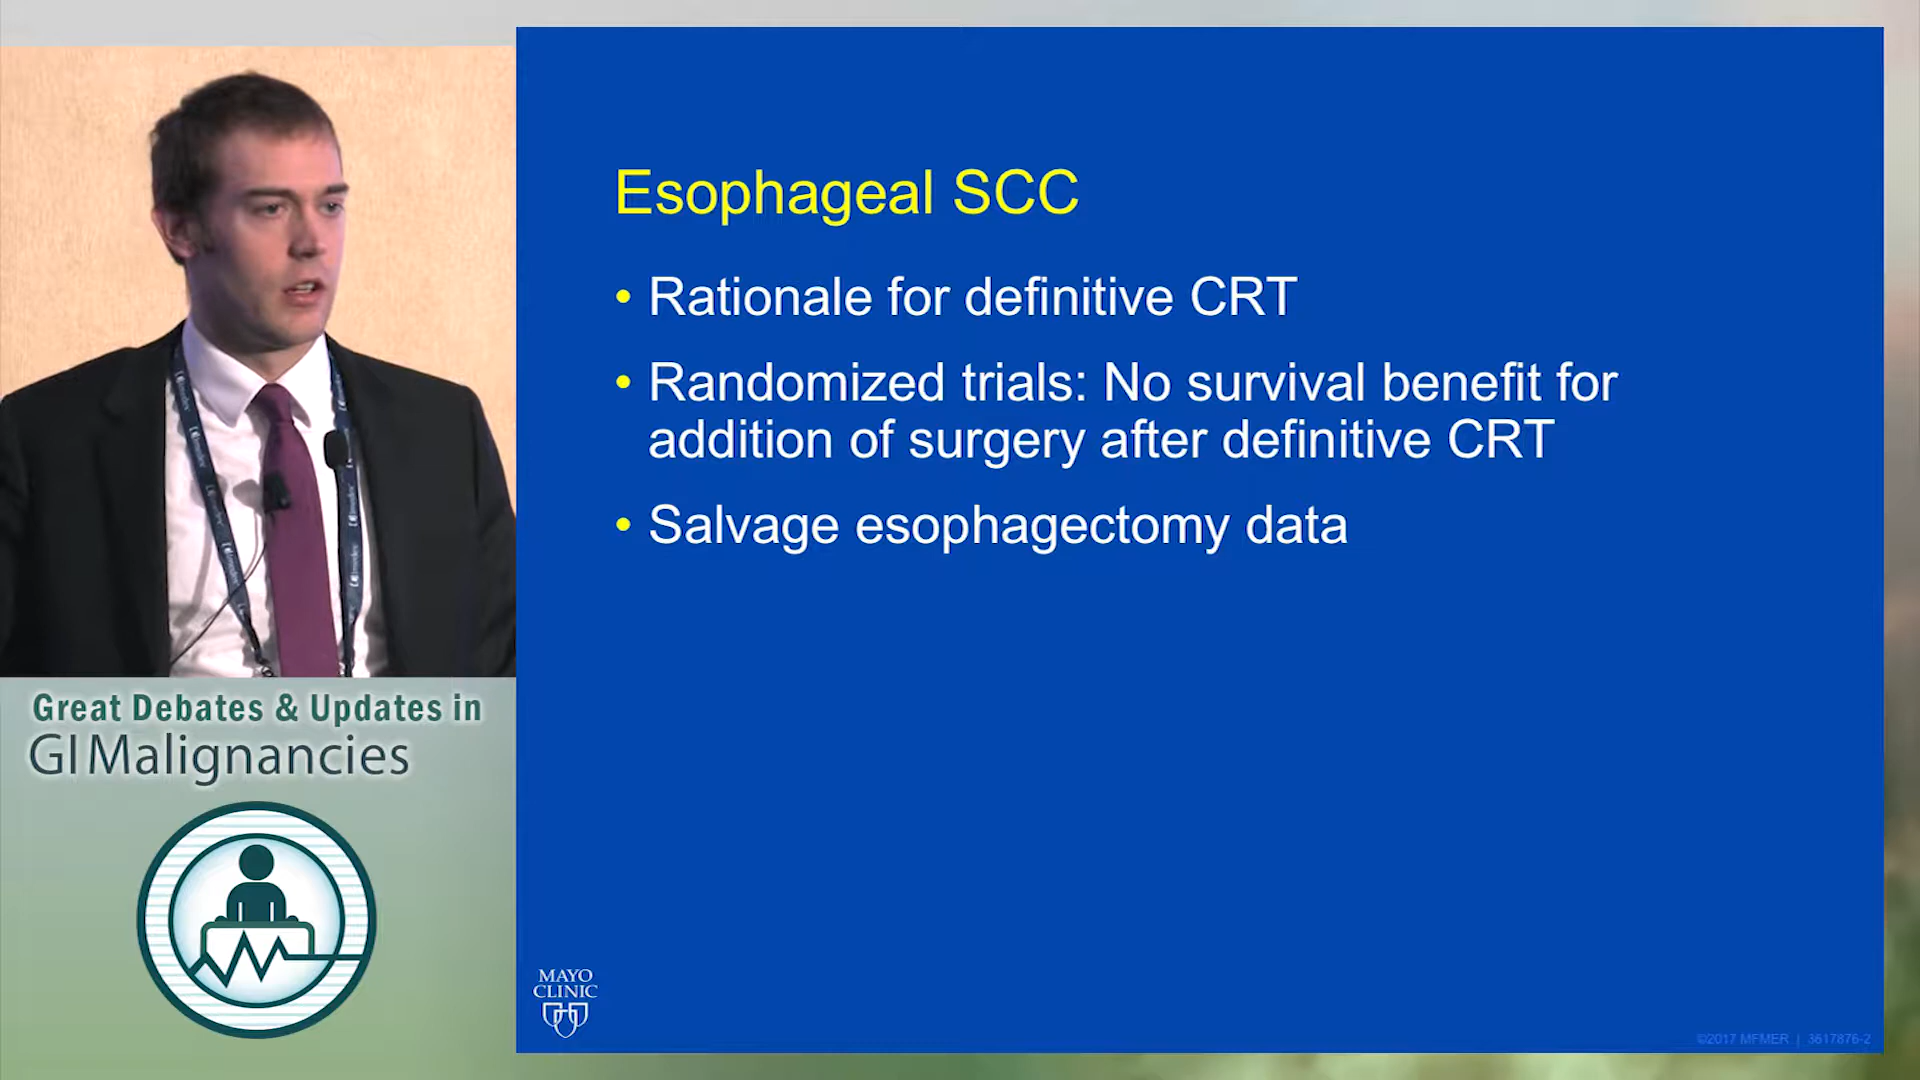 Esophageal SCC
• Rationale for definitive CRT
• Randomized trials: No survival benefit for
addition of surgery after definitive CRT
• Salvage esophagectomy data
Great Debates & Updates in
GI Malignancies
MAYO
CLINIC
©2017 MFMER | 3617876-2